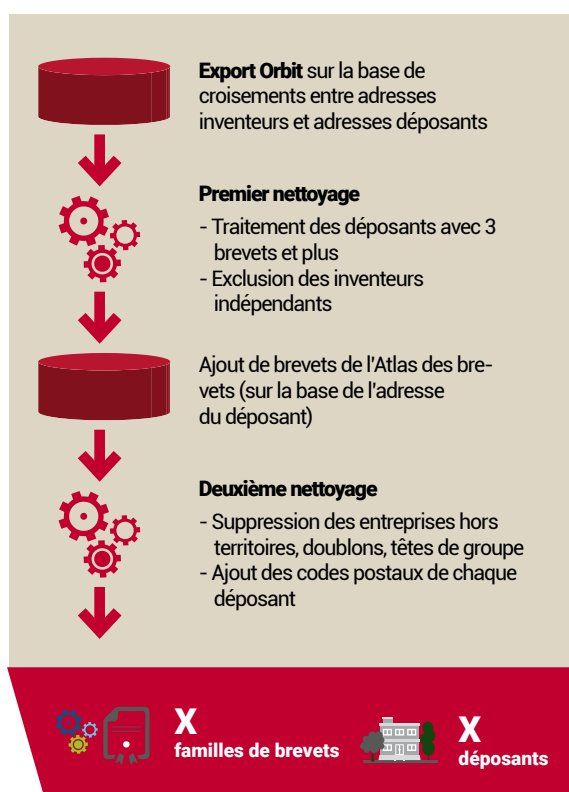 Export Orbit sur la base de
croisements entre adresses
inventeurs et adresses déposants
Premier nettoyage
- Traitement des déposants avec 3
brevets et plus
- Exclusion des inventeurs
indépendants
Ajout de brevets de l'Atlas des bre-
vets (sur la base de l'adresse
du déposant)
Deuxième nettoyage
- Suppression des entreprises hors
territoires, doublons, têtes de groupe
- Ajout des codes postaux de chaque
déposant
X
familles de brevets
X
déposants